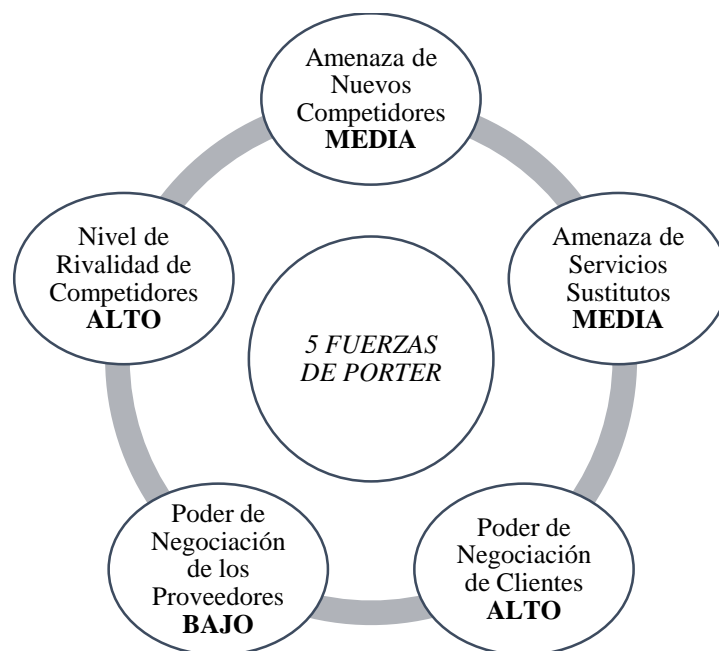 Amenaza de
Nuevos
Competidores
MEDIA
Amenaza de
Servicios
Sustitutos
MEDIA
Poder de
Negociación
de Clientes
ALTO
Poder de
Negociación
de los
Proveedores
BAJO
Nivel de
Rivalidad de
Competidores
ALTO
5 FUERZAS
DE PORTER